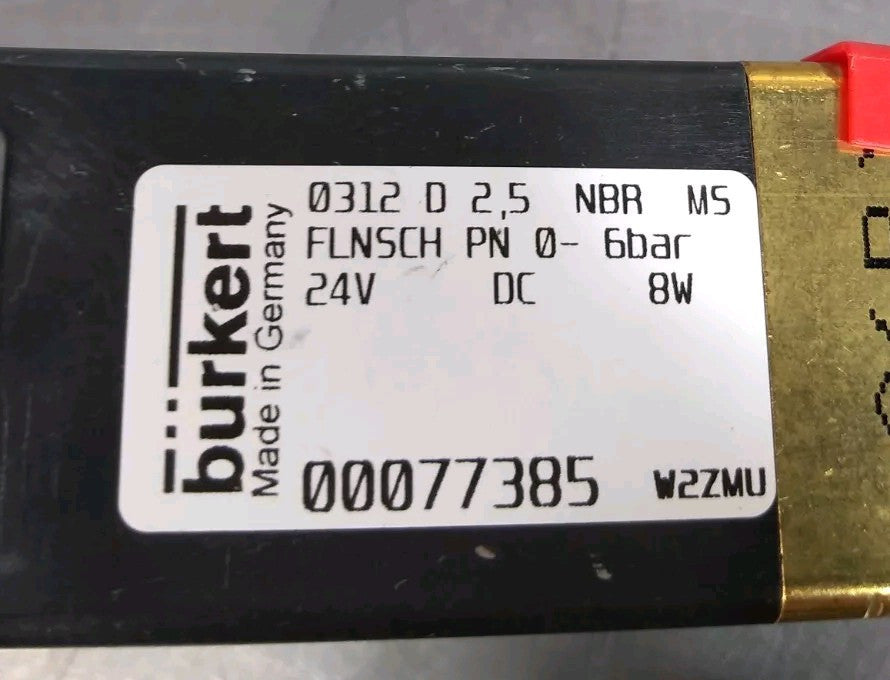 0312 D 2,5 NBR MS
FLNSCH PN 0- 6bar
24V DC 8W
00077385 W2ZMU
bürkert
Made in Germany